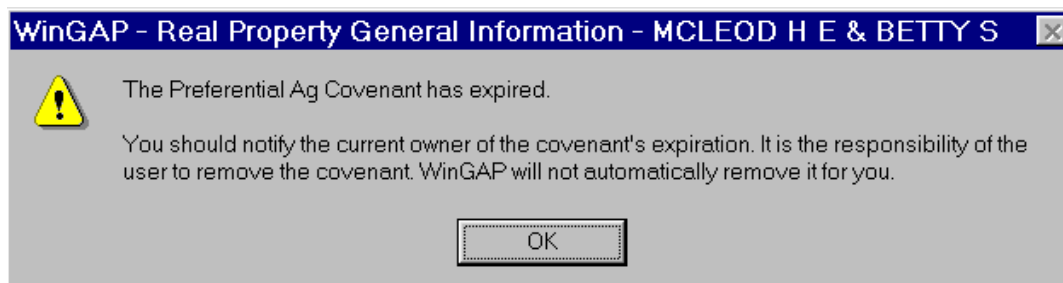 WinGAP - Real Property General Information - MCLEOD H E & BETTY S
The Preferential Ag Covenant has expired.
You should notify the current owner of the covenant's expiration. It is the responsibility of the
user to remove the covenant. WinGAP will not automatically remove it for you.
OK